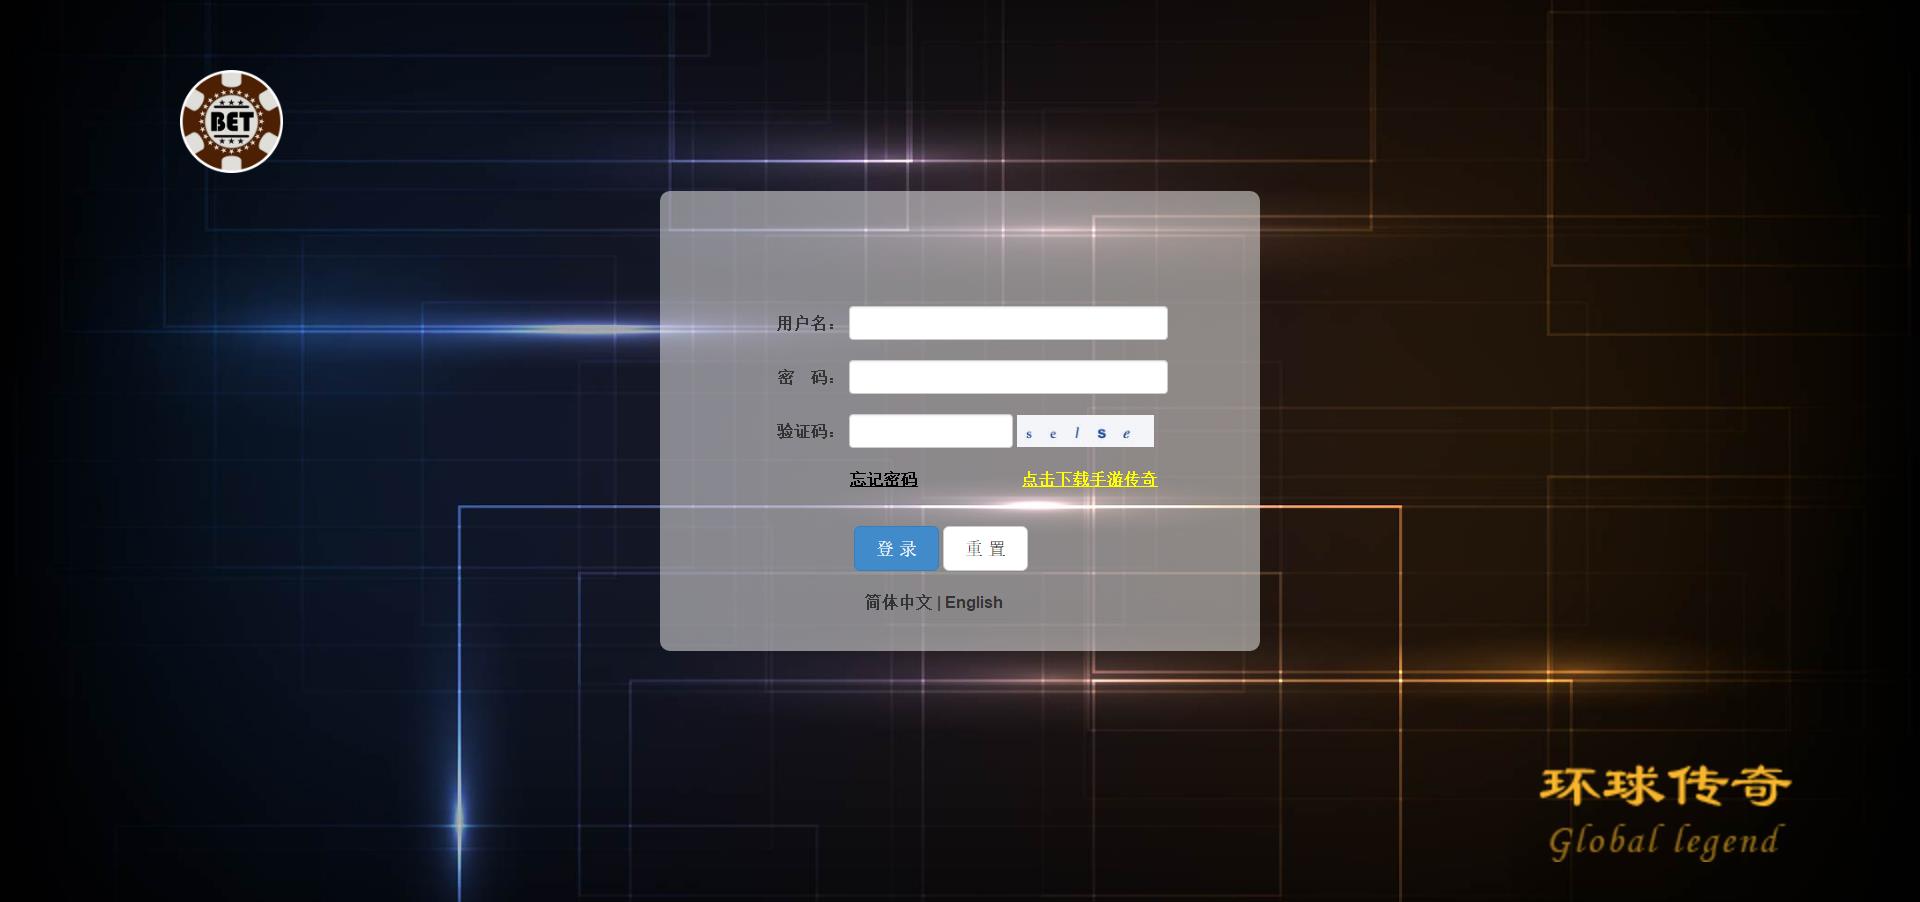 BET
用户名：
密 码：
验证码：
s e l s e
忘记密码 点击下载手游传奇
登 录 重 置
简体中文 | English
环球传奇
Global legend